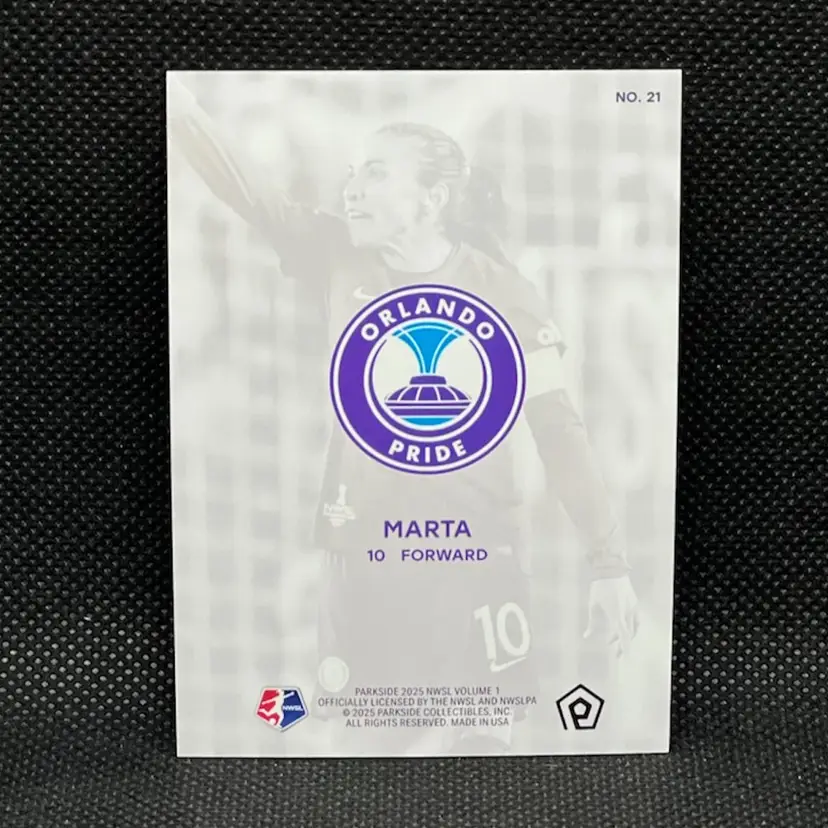 NO. 21
ORLANDO
PRIDE
NWSL
MARTA
10 FORWARD
10
NWSL
PARKSIDE 2025 NWSL VOLUME 1
OFFICIALLY LICENSED BY THE NWSL AND NWSLPA
© 2025 PARKSIDE COLLECTIBLES, INC.
ALL RIGHTS RESERVED. MADE IN USA